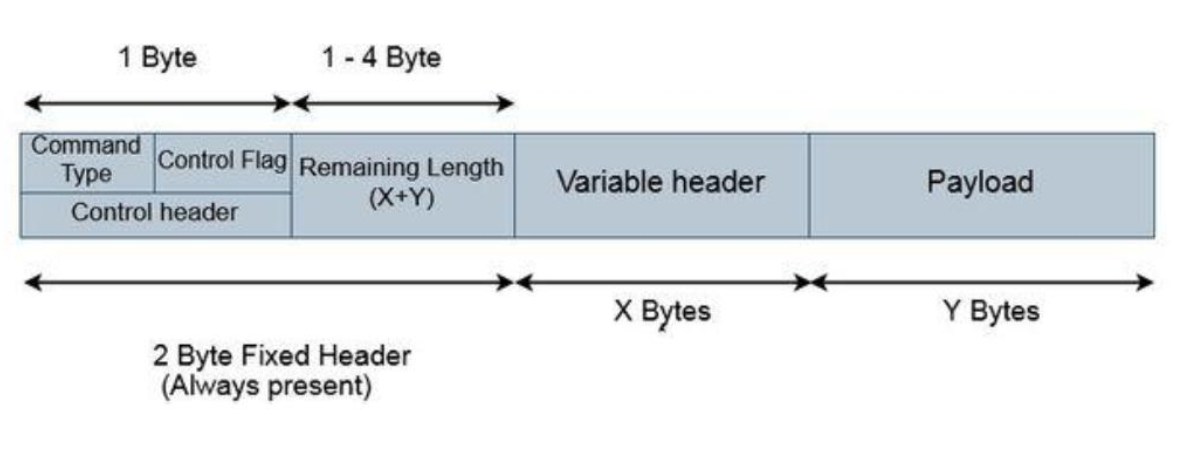 1 Byte
1 - 4 Byte
Command
Type
Control Flag
Control header
Remaining Length
(X+Y)
Variable header
Payload
X Bytes
Y Bytes
2 Byte Fixed Header
(Always present)